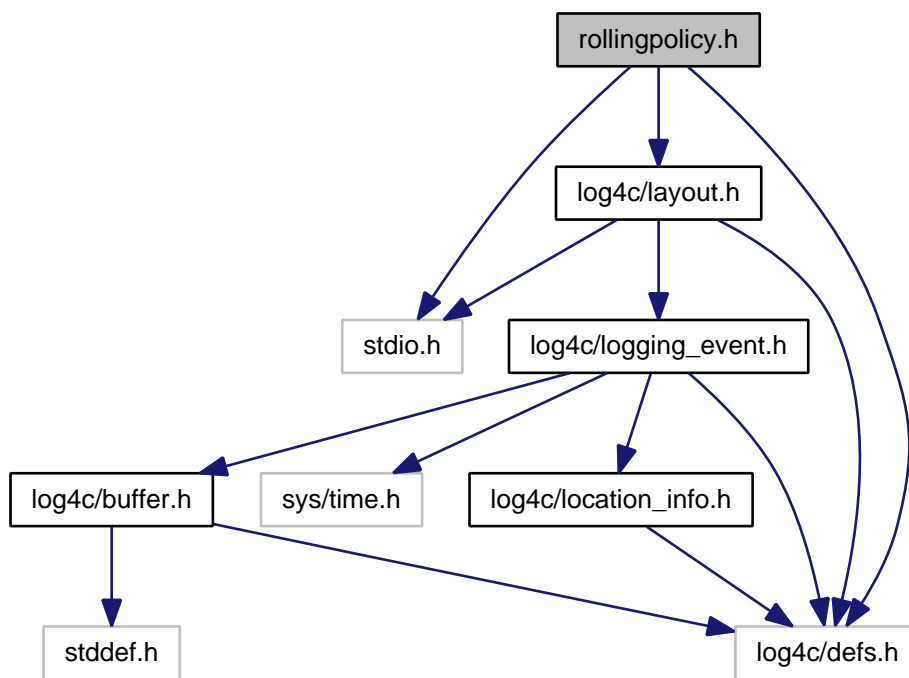 rollingpolicy.h
log4c/layout.h
stdio.h
log4c/logging_event.h
log4c/buffer.h
sys/time.h
log4c/location_info.h
stddef.h
log4c/defs.h